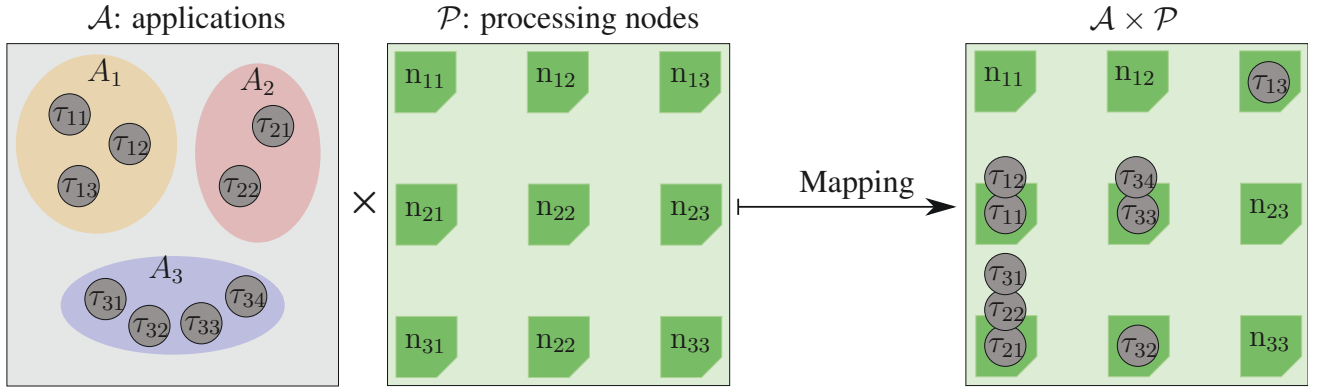 𝒜: applications
𝒫: processing nodes
𝒜 × 𝒫
A₁
A₂
τ₁₁
τ₁₂
τ₁₃
τ₂₁
τ₂₂
A₃
τ₃₁
τ₃₂
τ₃₃
τ₃₄
×
n₁₁ n₁₂ n₁₃
n₂₁ n₂₂ n₂₃
n₃₁ n₂₂ n₃₃
Mapping
n₁₁ n₁₂ τ₁₃
τ₁₂ τ₃₄
τ₁₁ τ₃₃ n₂₃
τ₃₁
τ₂₂
τ₂₁ τ₃₂ n₃₃